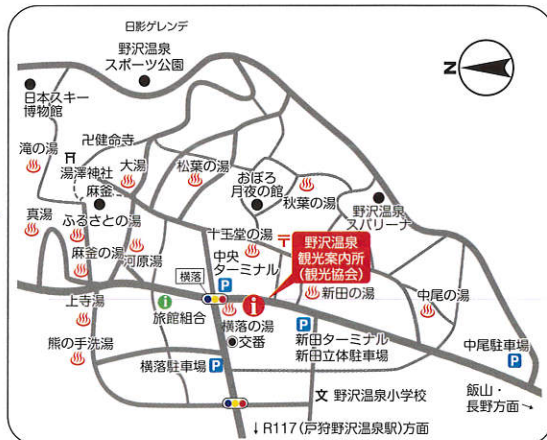 日影ゲレンデ
野沢温泉
スポーツ公園
N
日本スキー
博物館
卍健命寺
滝の湯
湯澤神社
大湯
松葉の湯
おぼろ
月夜の館
麻釜
秋葉の湯
野沢温泉
スパリーナ
真湯
ふるさとの湯
十王堂の湯
〒
野沢温泉
観光案内所
(観光協会)
麻釜の湯
河原湯
中央
ターミナル
横落
P
i
i
新田の湯
中尾の湯
上寺湯
旅館組合
横落の湯
交番
P
新田ターミナル
新田立体駐車場
中尾駐車場
P
熊の手洗湯
横落駐車場
P
文 野沢温泉小学校
飯山・
長野方面→
↓R117(戸狩野沢温泉駅)方面